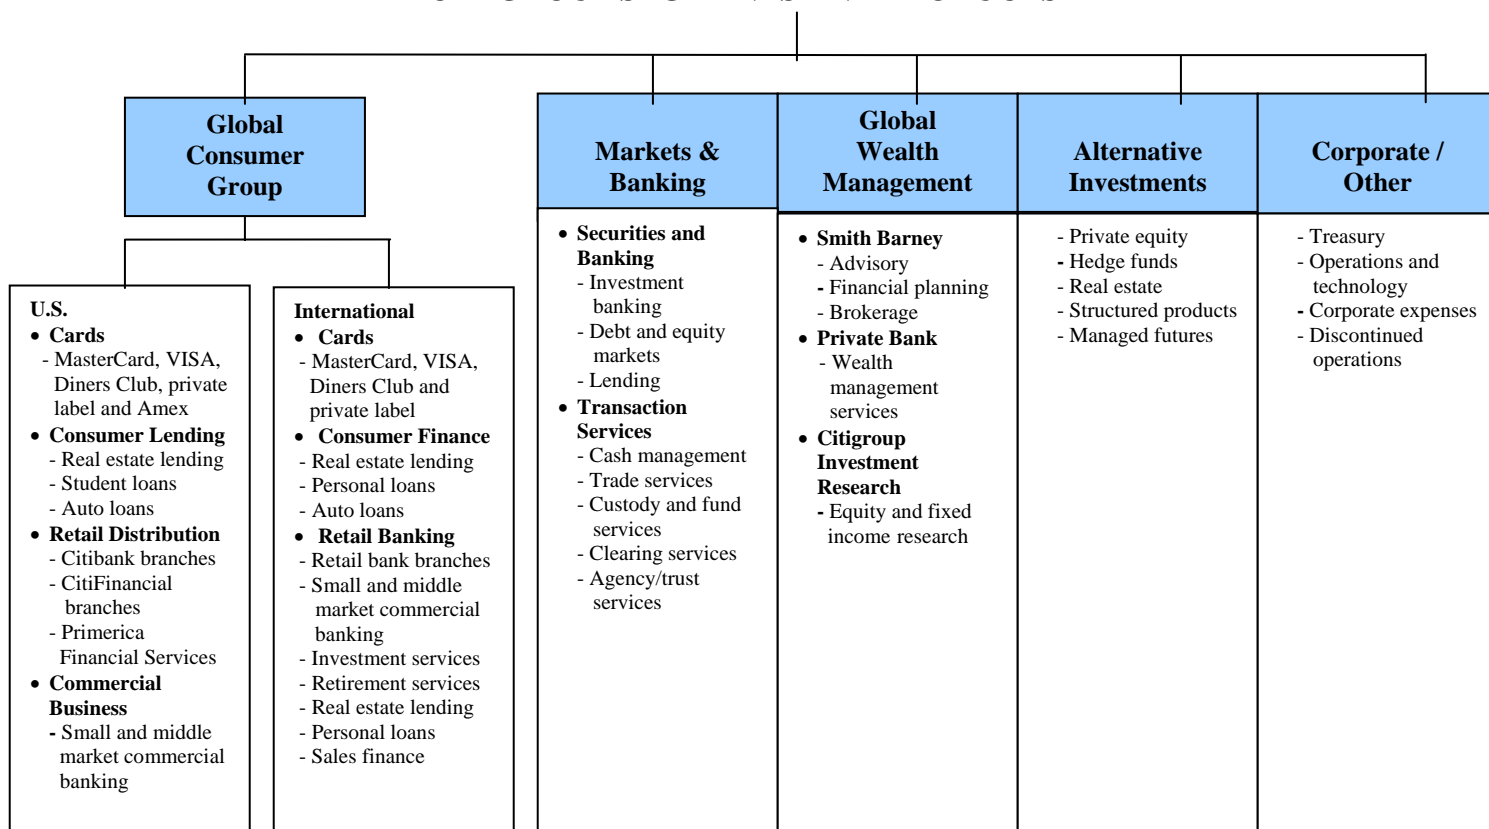 Global
Consumer
Group
Markets &
Banking
Global
Wealth
Management
Alternative
Investments
Corporate /
Other
U.S.
• Cards
- MasterCard, VISA,
Diners Club, private
label and Amex
• Consumer Lending
- Real estate lending
- Student loans
- Auto loans
• Retail Distribution
- Citibank branches
- CitiFinancial
branches
- Primerica
Financial Services
• Commercial
Business
- Small and middle
market commercial
banking
International
• Cards
- MasterCard, VISA,
Diners Club and
private label
• Consumer Finance
- Real estate lending
- Personal loans
- Auto loans
• Retail Banking
- Retail bank branches
- Small and middle
market commercial
banking
- Investment services
- Retirement services
- Real estate lending
- Personal loans
- Sales finance
• Securities and
Banking
- Investment
banking
- Debt and equity
markets
- Lending
• Transaction
Services
- Cash management
- Trade services
- Custody and fund
services
- Clearing services
- Agency/trust
services
• Smith Barney
- Advisory
- Financial planning
- Brokerage
• Private Bank
- Wealth
management
services
• Citigroup
Investment
Research
- Equity and fixed
income research
- Private equity
- Hedge funds
- Real estate
- Structured products
- Managed futures
- Treasury
- Operations and
technology
- Corporate expenses
- Discontinued
operations